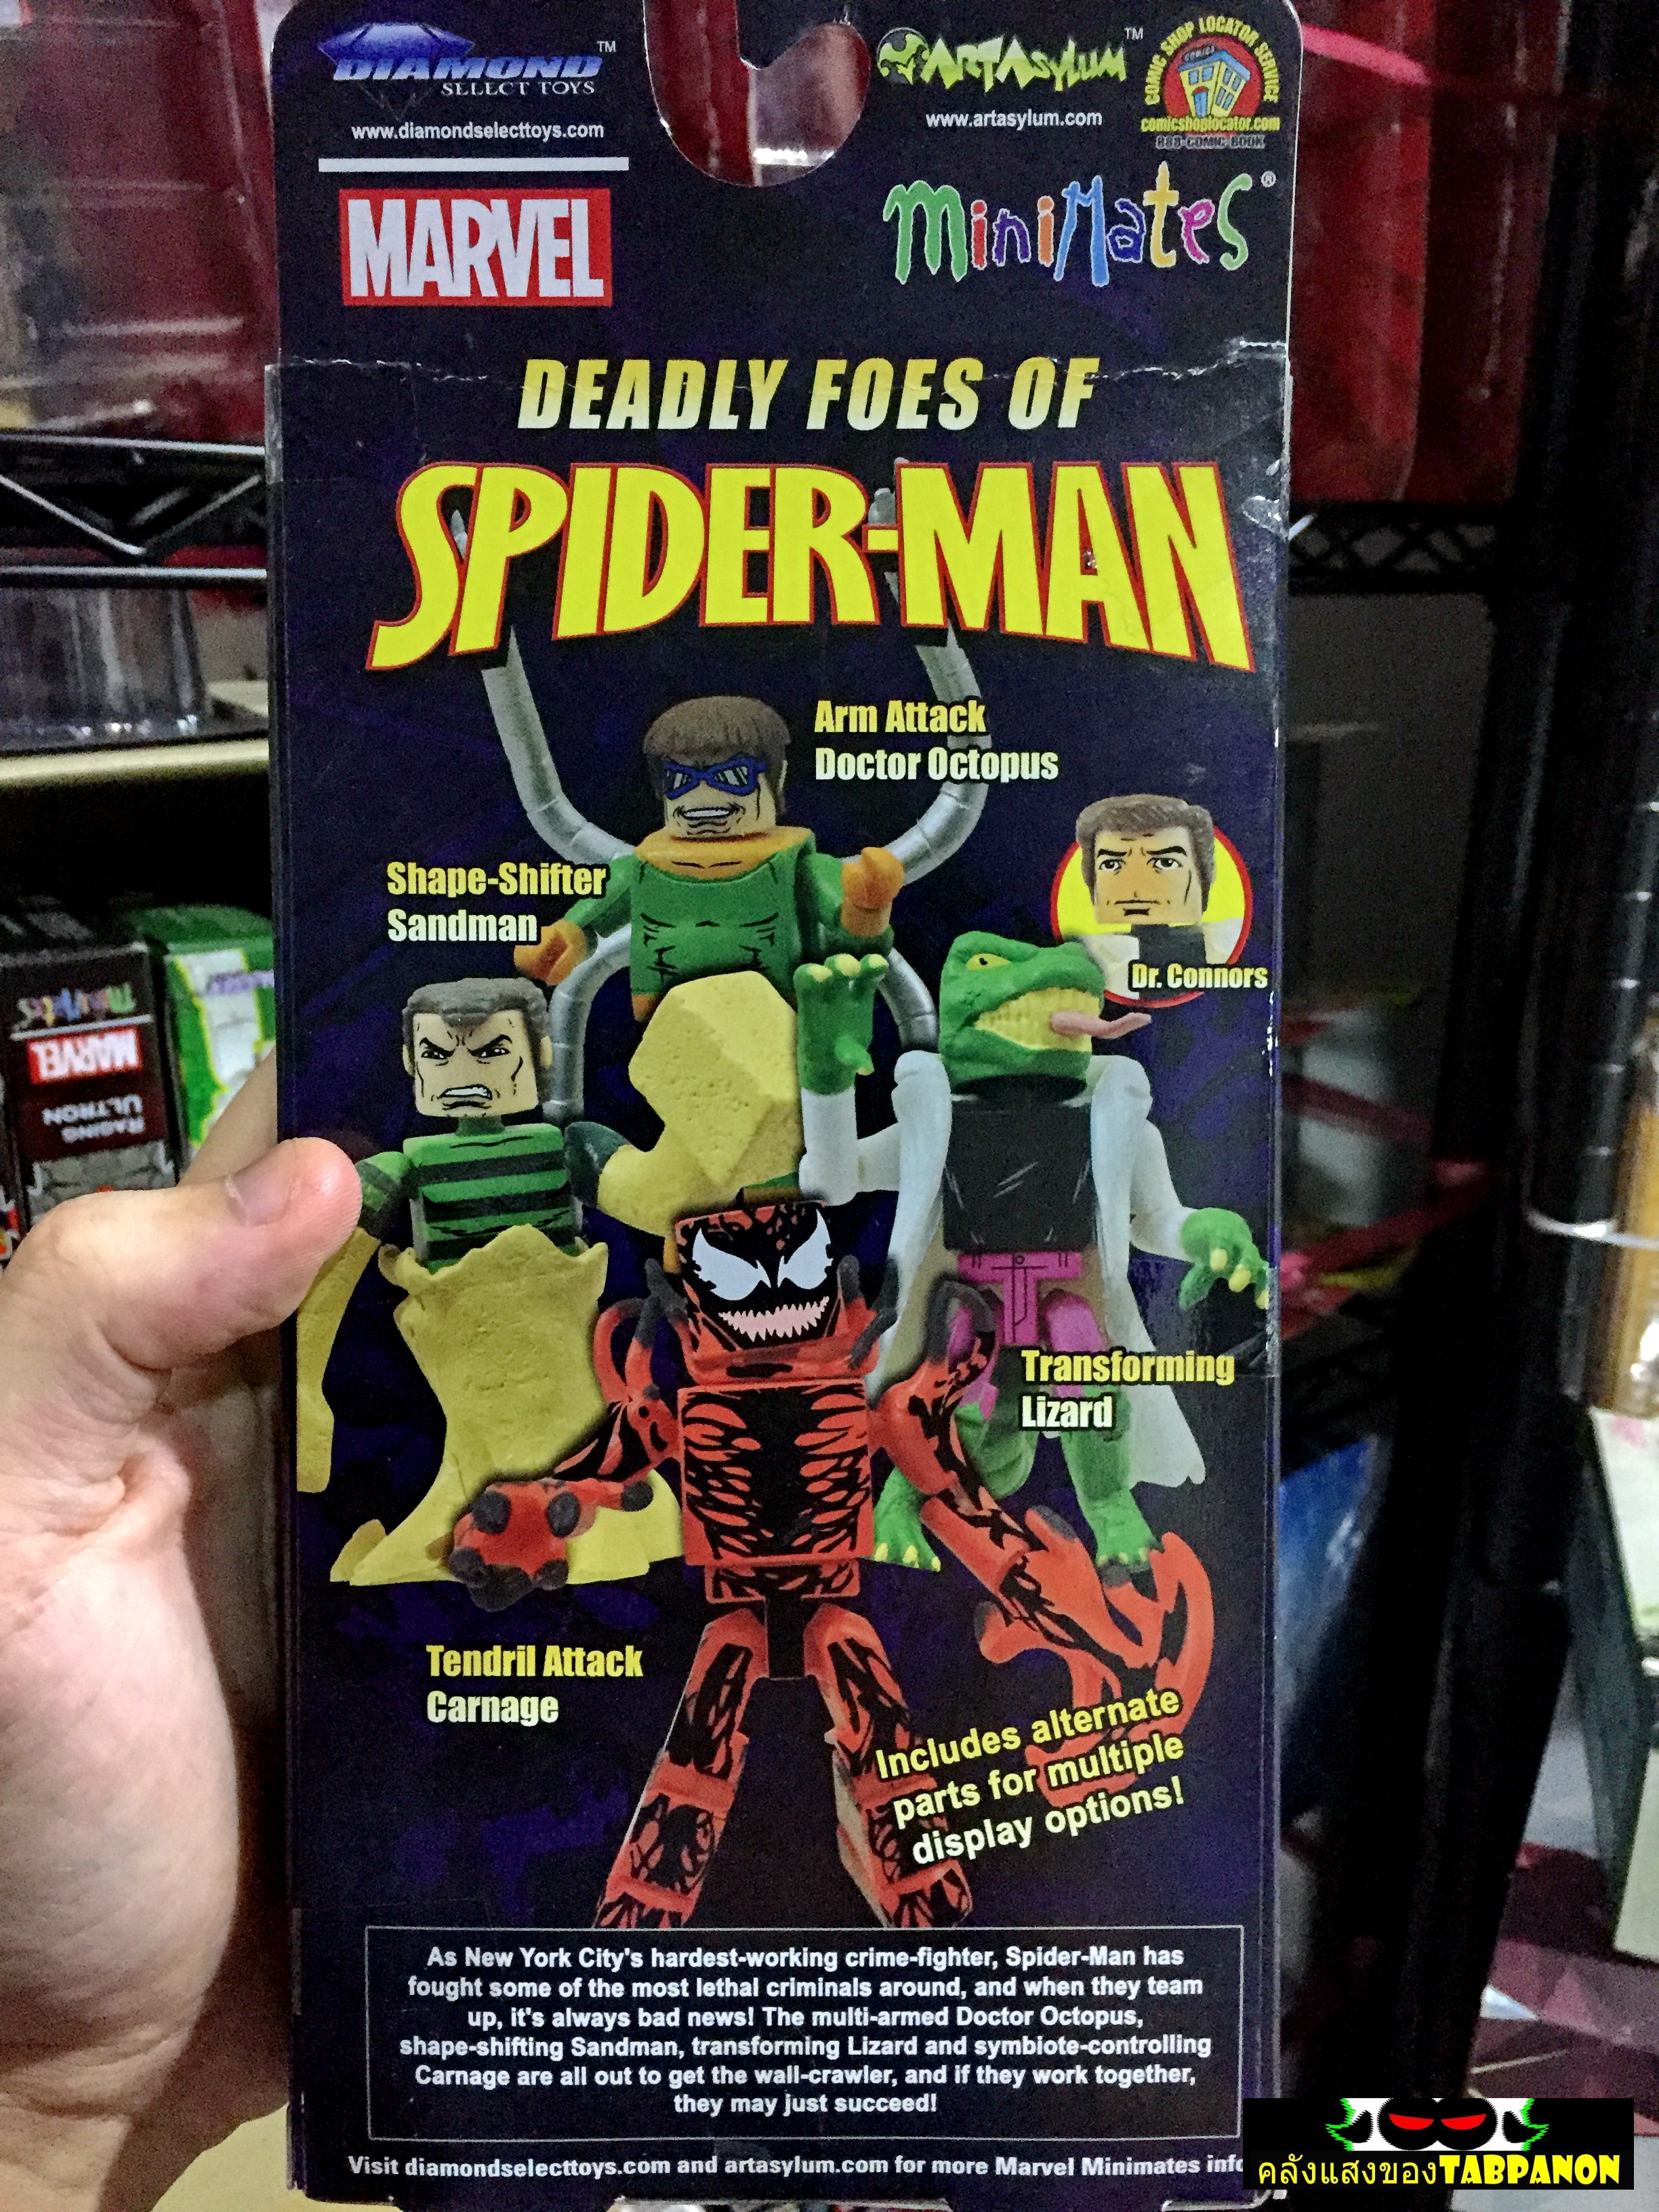 DIAMOND™
SELECT TOYS
www.diamondselecttoys.com
ARTASYLUM™
www.artasylum.com
COMIC SHOP LOCATOR SERVICE
COMICS
comicshoplocator.com
888-COMIC-BOOK
MARVEL
MiniMates®
DEADLY FOES OF
SPIDER-MAN
Arm Attack
Doctor Octopus
Shape-Shifter
Sandman
Dr. Connors
MiniMates
MARVEL
RAGING
ULTRON
Transforming
Lizard
Tendril Attack
Carnage
Includes alternate
parts for multiple
display options!
As New York City's hardest-working crime-fighter, Spider-Man has
fought some of the most lethal criminals around, and when they team
up, it's always bad news! The multi-armed Doctor Octopus,
shape-shifting Sandman, transforming Lizard and symbiote-controlling
Carnage are all out to get the wall-crawler, and if they work together,
they may just succeed!
Visit diamondselecttoys.com and artasylum.com for more Marvel Minimates info
คลังแสงของTABPANON